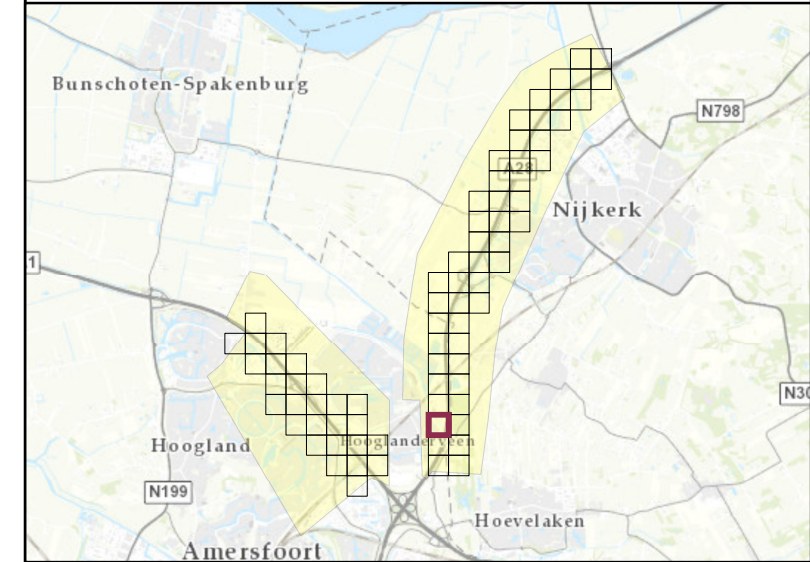 Bunschoten-Spakenburg
N798
A28
Nijkerk
1
N30
Hooglanderveen
Hoogland
N199
Hoevelaken
Amersfoort